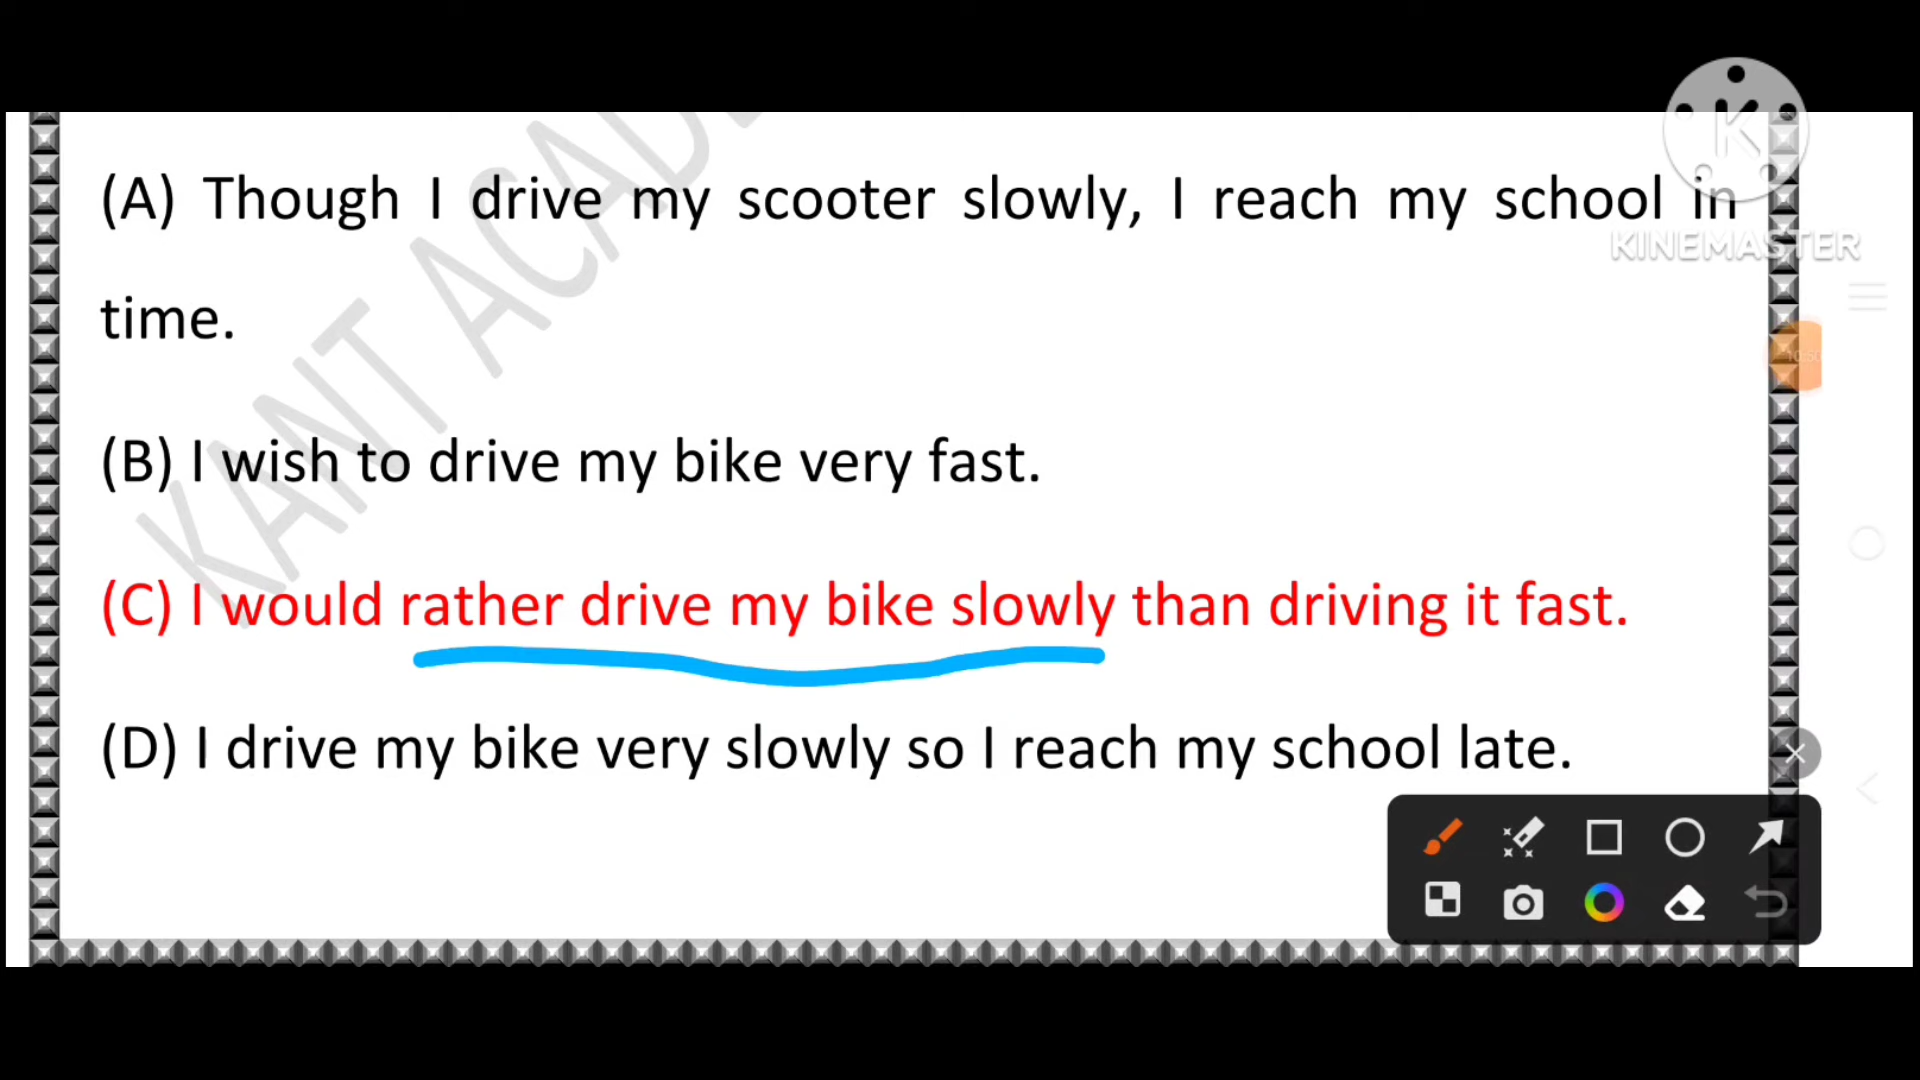 (A) Though I drive my scooter slowly, I reach my school in
time.
(B) I wish to drive my bike very fast.
(C) I would rather drive my bike slowly than driving it fast.
(D) I drive my bike very slowly so I reach my school late.
KINEMASTER
10:50